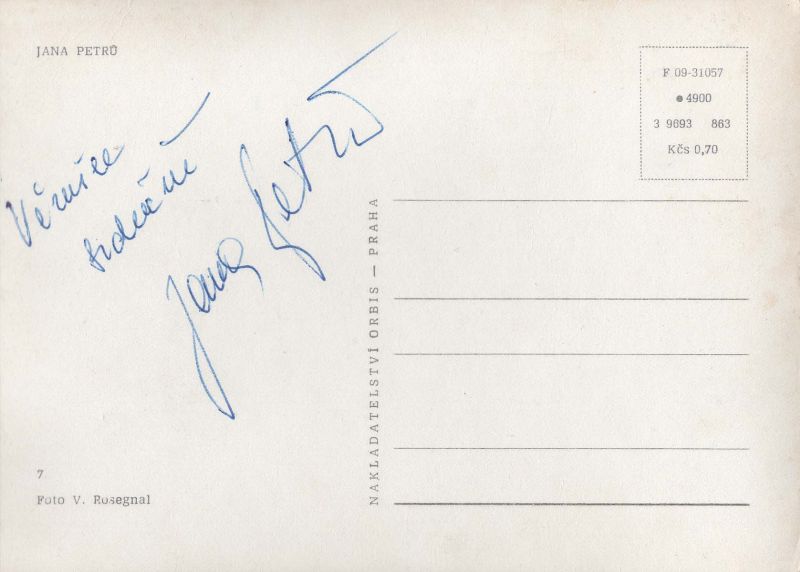 JANA PETRŮ
Věrušce
srdečně
Jana Petrů
7
Foto V. Rosegnal
NAKLADATELSTVÍ ORBIS — PRAHA
F 09-31057
● 4900
3 9693 863
Kčs 0,70